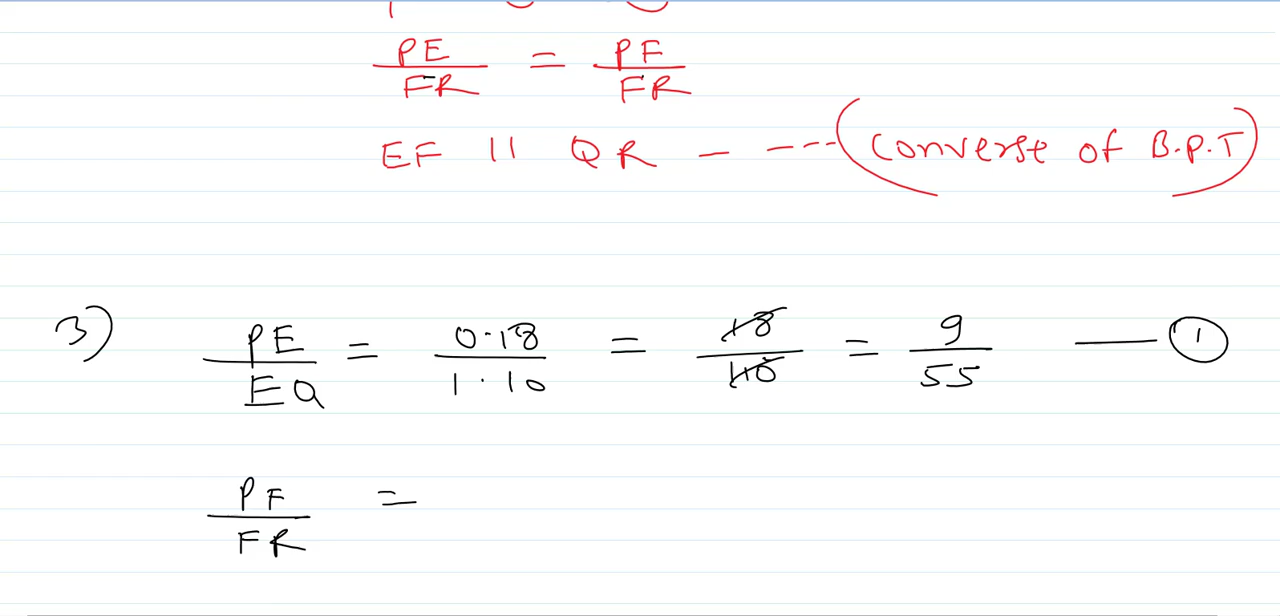 PE/FR = PF/FR
EF || QR - --- (converse of B.P.T)
3) PE/EQ = 0.18/1.10 = 18/110 = 9/55 — ①
PF/FR =